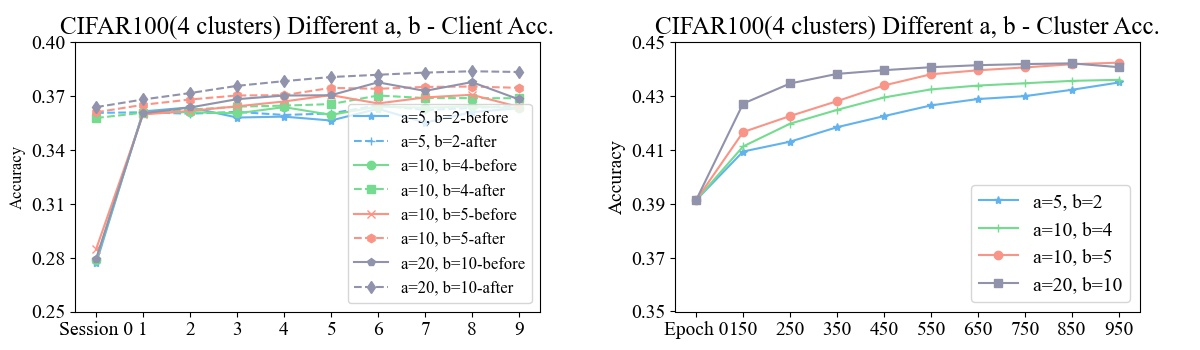 CIFAR100(4 clusters) Different a, b - Client Acc.
0.40
0.37
0.34
0.31
0.28
0.25
Accuracy
Session 0 1 2 3 4 5 6 7 8 9
a=5, b=2-before
a=5, b=2-after
a=10, b=4-before
a=10, b=4-after
a=10, b=5-before
a=10, b=5-after
a=20, b=10-before
a=20, b=10-after
CIFAR100(4 clusters) Different a, b - Cluster Acc.
0.45
0.43
0.41
0.39
0.37
0.35
Accuracy
Epoch 0 150 250 350 450 550 650 750 850 950
a=5, b=2
a=10, b=4
a=10, b=5
a=20, b=10